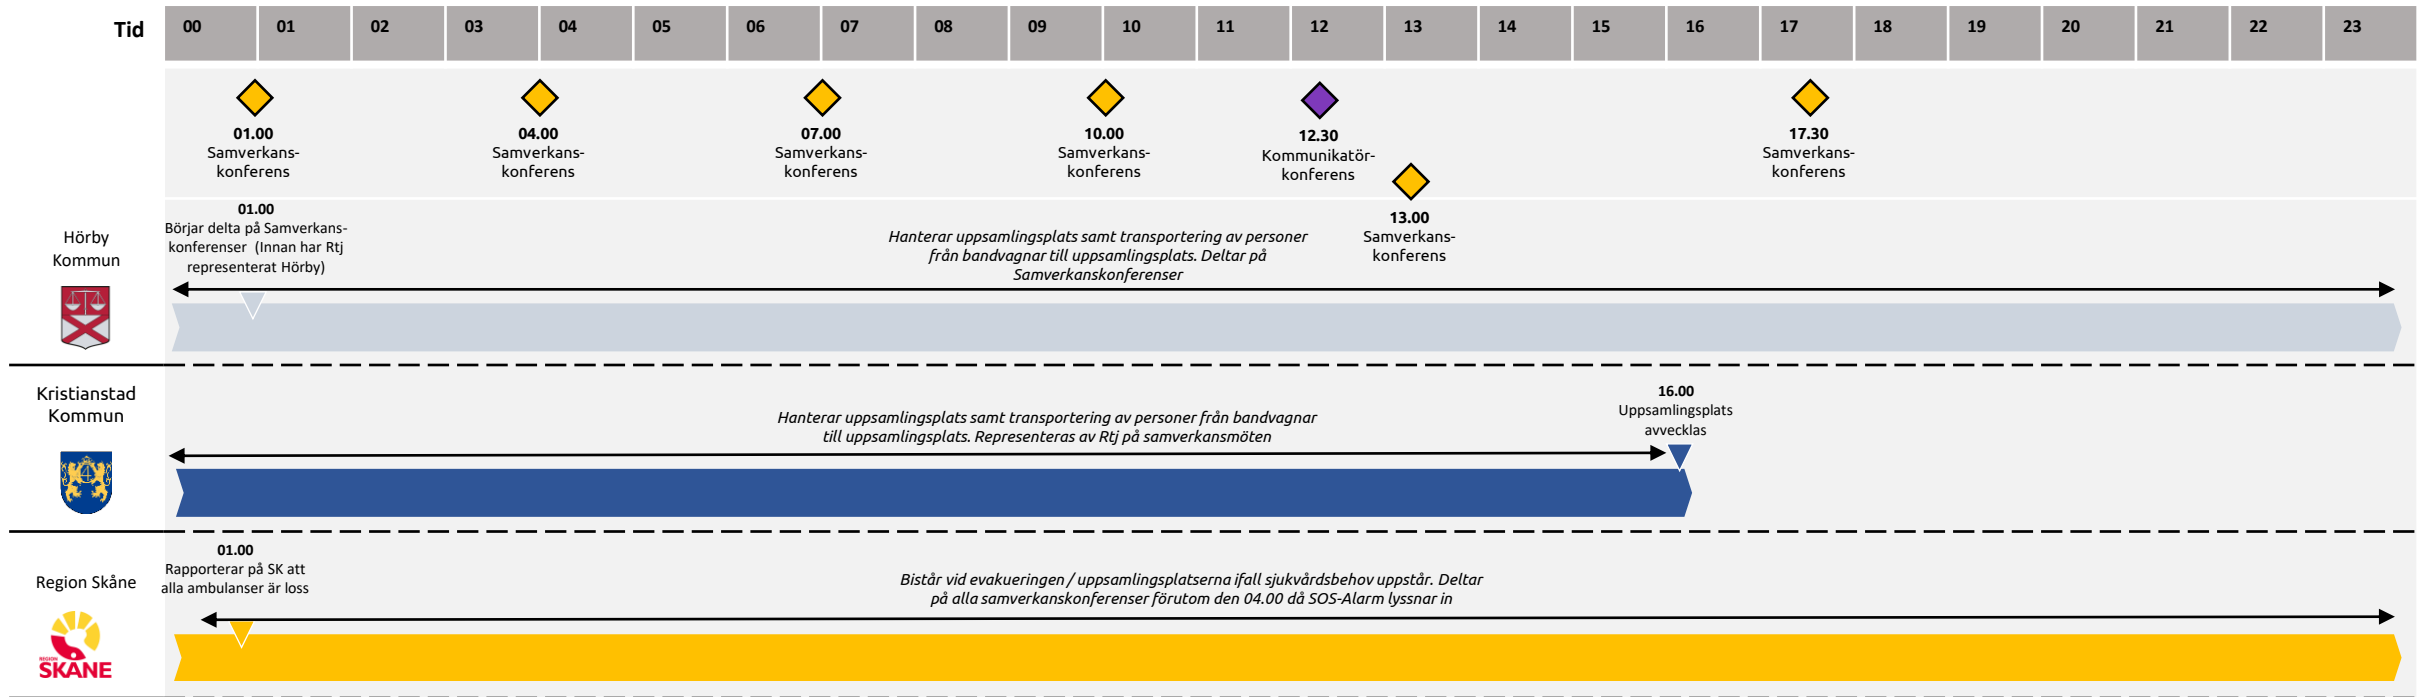 Tid 00 01 02 03 04 05 06 07 08 09 10 11 12 13 14 15 16 17 18 19 20 21 22 23
01.00
Samverkans-
konferens
04.00
Samverkans-
konferens
07.00
Samverkans-
konferens
10.00
Samverkans-
konferens
12.30
Kommunikatör-
konferens
13.00
Samverkans-
konferens
17.30
Samverkans-
konferens
Hörby
Kommun
01.00
Börjar delta på Samverkans-
konferenser (Innan har Rtj
representerat Hörby)
Hanterar uppsamlingsplats samt transportering av personer
från bandvagnar till uppsamlingsplats. Deltar på
Samverkanskonferenser
Kristianstad
Kommun
Hanterar uppsamlingsplats samt transportering av personer från bandvagnar
till uppsamlingsplats. Representeras av Rtj på samverkansmöten
16.00
Uppsamlingsplats
avvecklas
Region Skåne
REGION
SKÅNE
01.00
Rapporterar på SK att
alla ambulanser är loss
Bistår vid evakueringen / uppsamlingsplatserna ifall sjukvårdsbehov uppstår. Deltar
på alla samverkanskonferenser förutom den 04.00 då SOS-Alarm lyssnar in